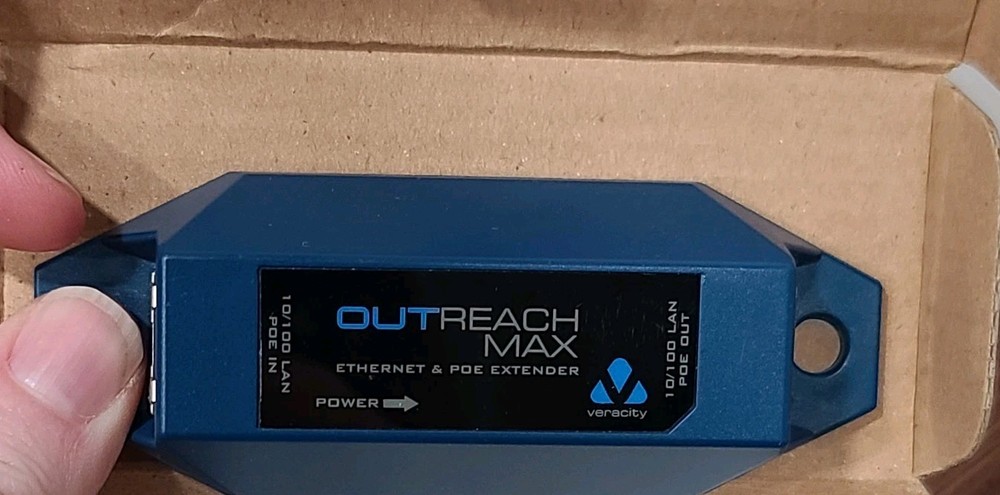 10/100 LAN
POE IN
OUTREACH
MAX
ETHERNET & POE EXTENDER
POWER
veracity
10/100 LAN
POE OUT